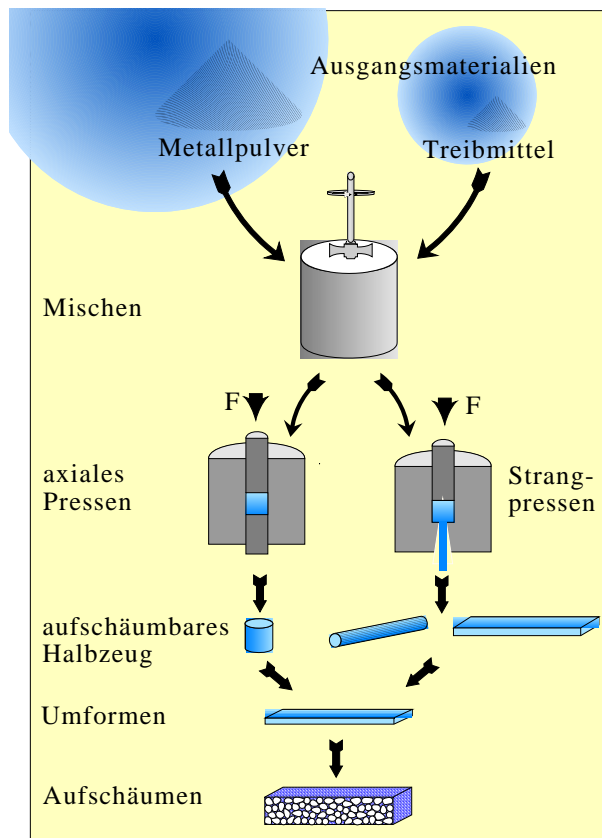 Ausgangsmaterialien
Metallpulver
Treibmittel
Mischen
F
F
axiales
Pressen
Strang-
pressen
aufschäumbares
Halbzeug
Umformen
Aufschäumen